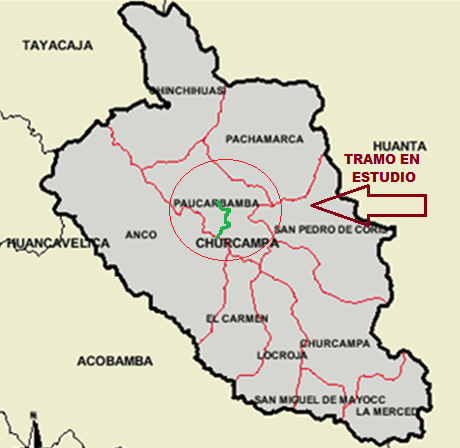 TAYACAJA
CHINCHIHUASI
PACHAMARCA
HUANTA
TRAMO EN
ESTUDIO
PAUCARBAMBA
SAN PEDRO DE CORIS
ANCO
CHURCAMPA
HUANCAVELICA
EL CARMEN
CHURCAMPA
LOCROJA
ACOBAMBA
SAN MIGUEL DE MAYOCC
LA MERCED
N